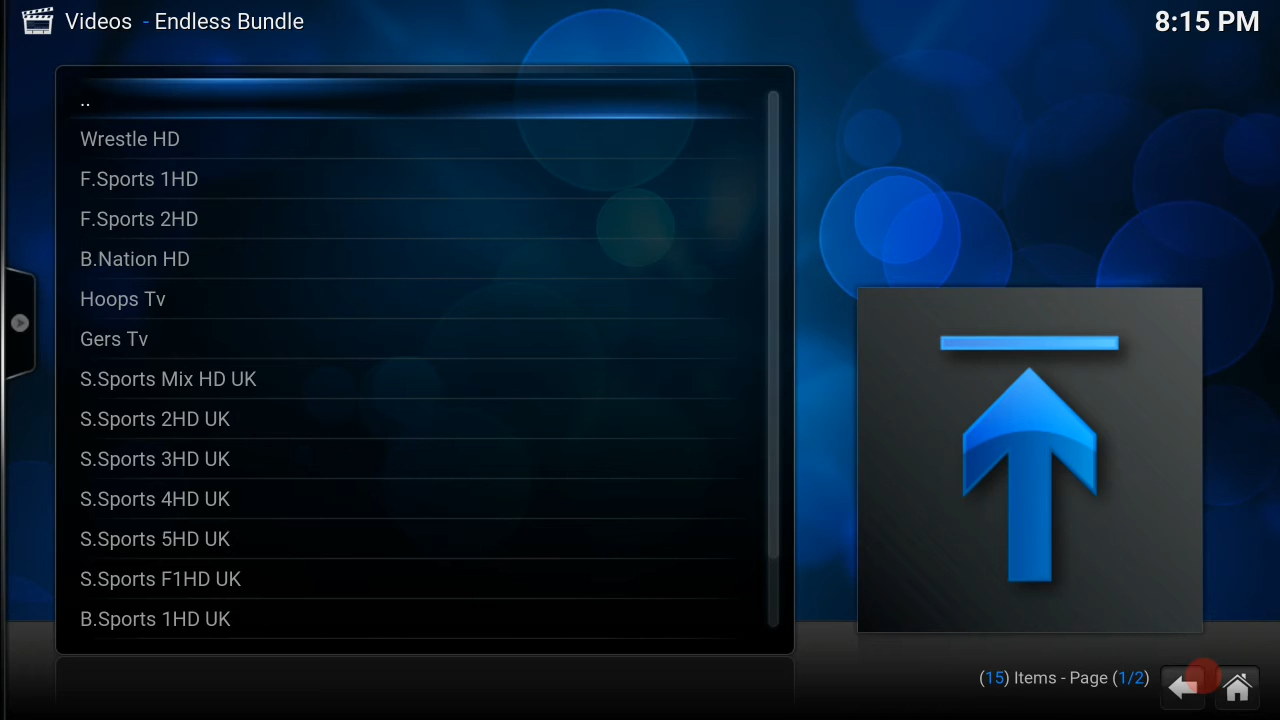 Videos - Endless Bundle
8:15 PM
..
Wrestle HD
F.Sports 1HD
F.Sports 2HD
B.Nation HD
Hoops Tv
Gers Tv
S.Sports Mix HD UK
S.Sports 2HD UK
S.Sports 3HD UK
S.Sports 4HD UK
S.Sports 5HD UK
S.Sports F1HD UK
B.Sports 1HD UK
(15) Items - Page (1/2)